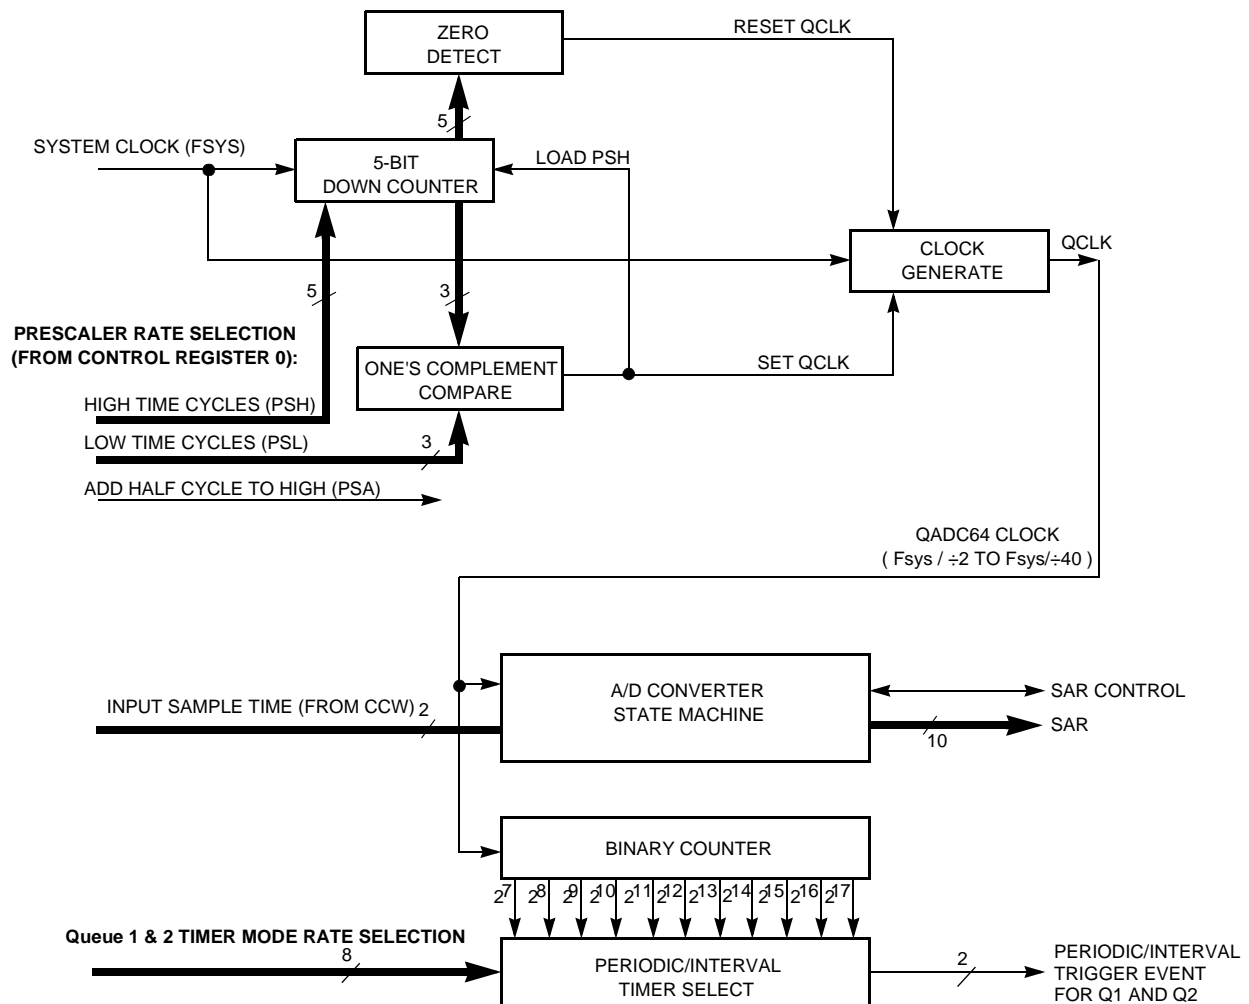 ZERO
DETECT
RESET QCLK
5
SYSTEM CLOCK (FSYS)
5-BIT
DOWN COUNTER
LOAD PSH
CLOCK
GENERATE
QCLK
5
3
PRESCALER RATE SELECTION
(FROM CONTROL REGISTER 0):
ONE'S COMPLEMENT
COMPARE
SET QCLK
HIGH TIME CYCLES (PSH)
LOW TIME CYCLES (PSL)
3
ADD HALF CYCLE TO HIGH (PSA)
QADC64 CLOCK
( Fsys / ÷2 TO Fsys/÷40 )
A/D CONVERTER
STATE MACHINE
SAR CONTROL
INPUT SAMPLE TIME (FROM CCW)
2
SAR
10
BINARY COUNTER
2 7 2 8 2 9 2 10 2 11 2 12 2 13 2 14 2 15 2 16 2 17
Queue 1 & 2 TIMER MODE RATE SELECTION
8
PERIODIC/INTERVAL
TIMER SELECT
2
PERIODIC/INTERVAL
TRIGGER EVENT
FOR Q1 AND Q2